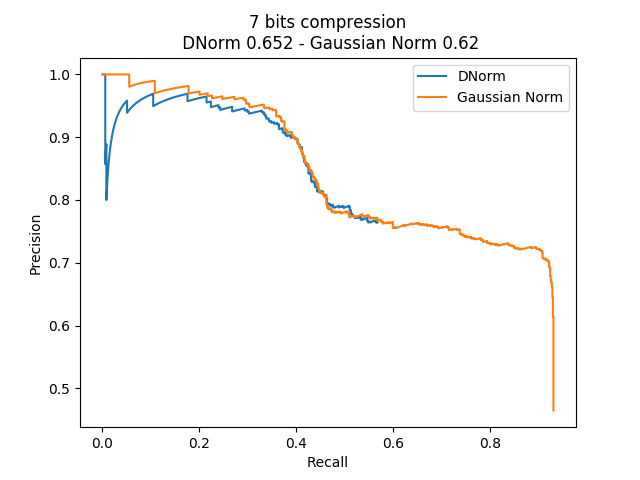 7 bits compression
DNorm 0.652 - Gaussian Norm 0.62
DNorm
Gaussian Norm
1.0
0.9
0.8
0.7
0.6
0.5
Precision
0.0
0.2
0.4
0.6
0.8
Recall